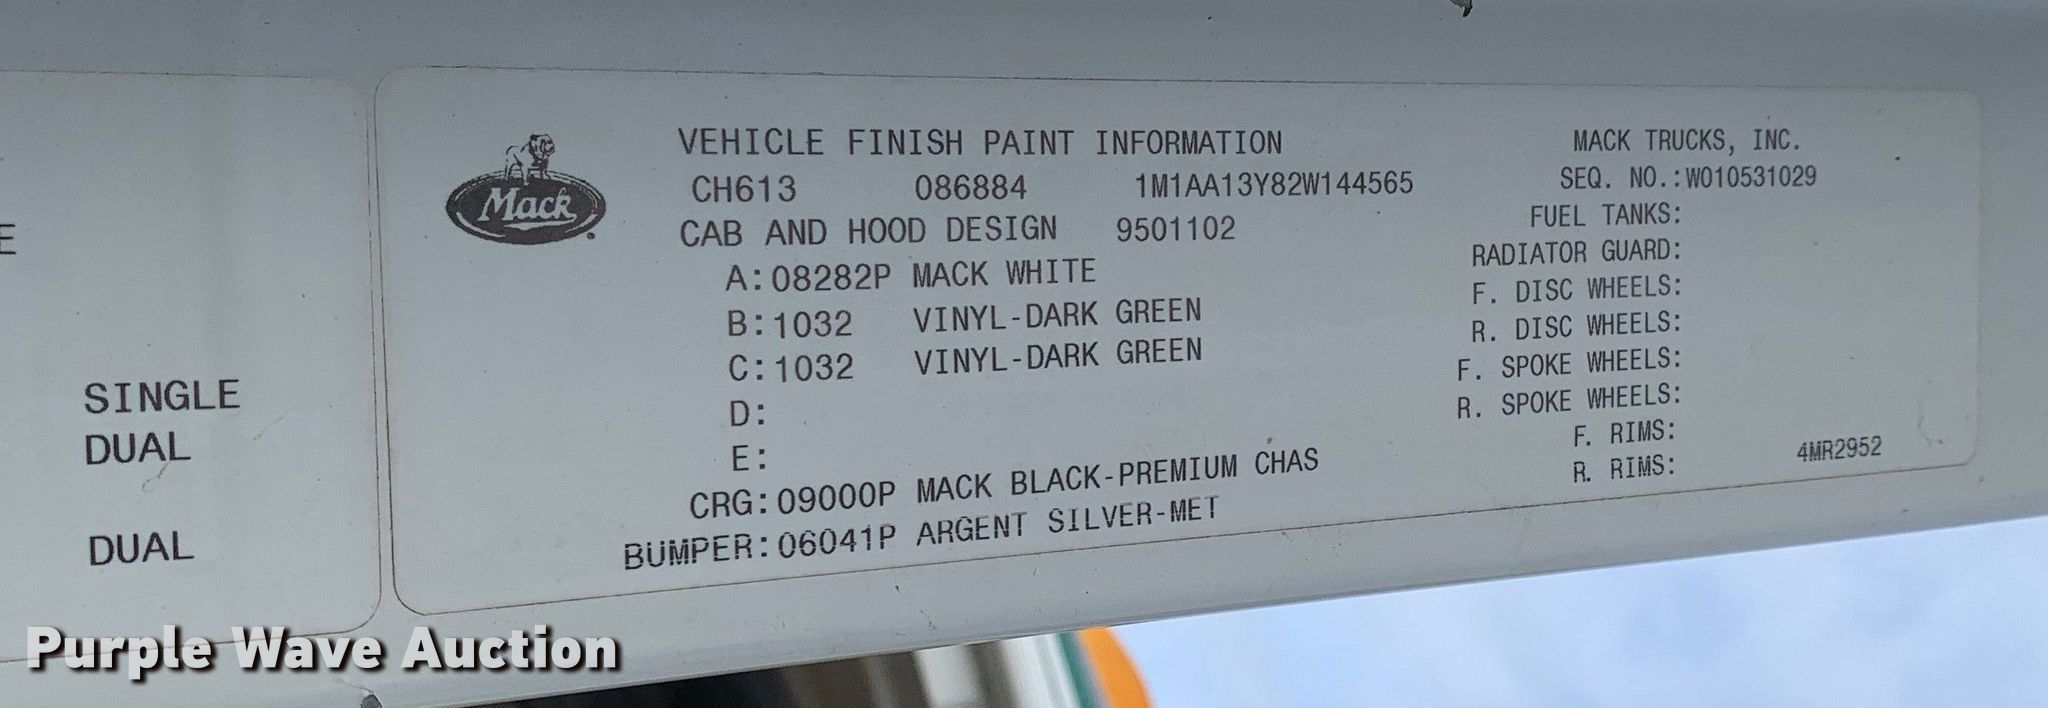 E
SINGLE
DUAL
DUAL
Mack
VEHICLE FINISH PAINT INFORMATION
CH613 086884 1M1AA13Y82W144565
CAB AND HOOD DESIGN 9501102
A:08282P MACK WHITE
B:1032 VINYL-DARK GREEN
C:1032 VINYL-DARK GREEN
D:
E:
CRG:09000P MACK BLACK-PREMIUM CHAS
BUMPER:06041P ARGENT SILVER-MET
MACK TRUCKS, INC.
SEQ. NO.:W010531029
FUEL TANKS:
RADIATOR GUARD:
F. DISC WHEELS:
R. DISC WHEELS:
F. SPOKE WHEELS:
R. SPOKE WHEELS:
F. RIMS:
R. RIMS:
4MR2952
Purple Wave Auction